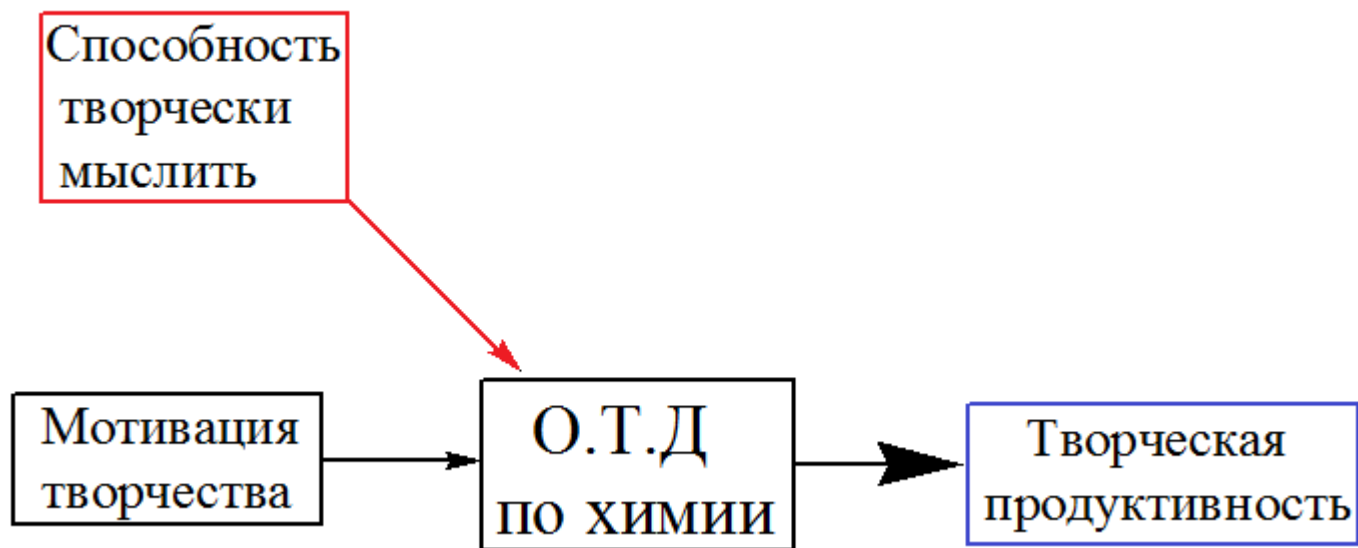 Способность
творчески
мыслить
Мотивация
творчества
О.Т.Д
по химии
Творческая
продуктивность